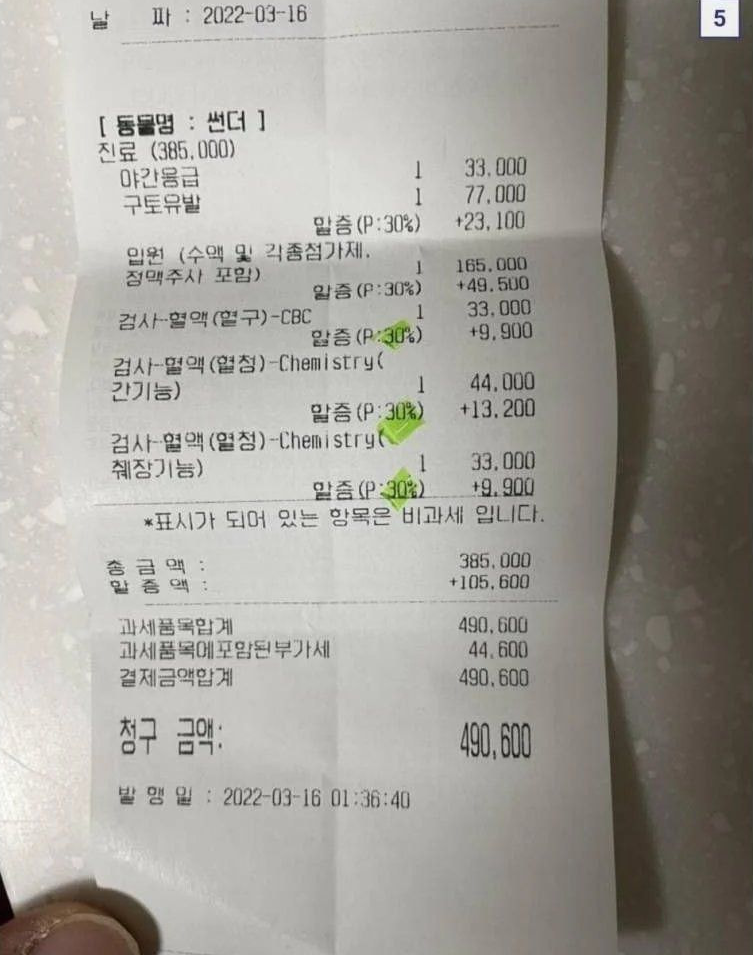 5
날 짜 : 2022-03-16
[ 동물명 : 썬더 ]
진료 (385,000)
야간응급 1 33,000
구토유발 1 77,000
할증(P:30%) +23,100
입원 (수액 및 각종첨가제,
정맥주사 포함) 1 165,000
할증(P:30%) +49,500
검사-혈액(혈구)-CBC 1 33,000
할증(P:30%) +9,900
검사-혈액(혈청)-Chemistry(
간기능) 1 44,000
할증(P:30%) +13,200
검사-혈액(혈청)-Chemistry(
췌장기능) 1 33,000
할증(P:30%) +9,900
*표시가 되어 있는 항목은 비과세 입니다.
총 금 액 : 385,000
할 증 액 : +105,600
과세품목합계 490,600
과세품목에포함된부가세 44,600
결제금액합계 490,600
청구 금액: 490,600
발 행 일 : 2022-03-16 01:36:40